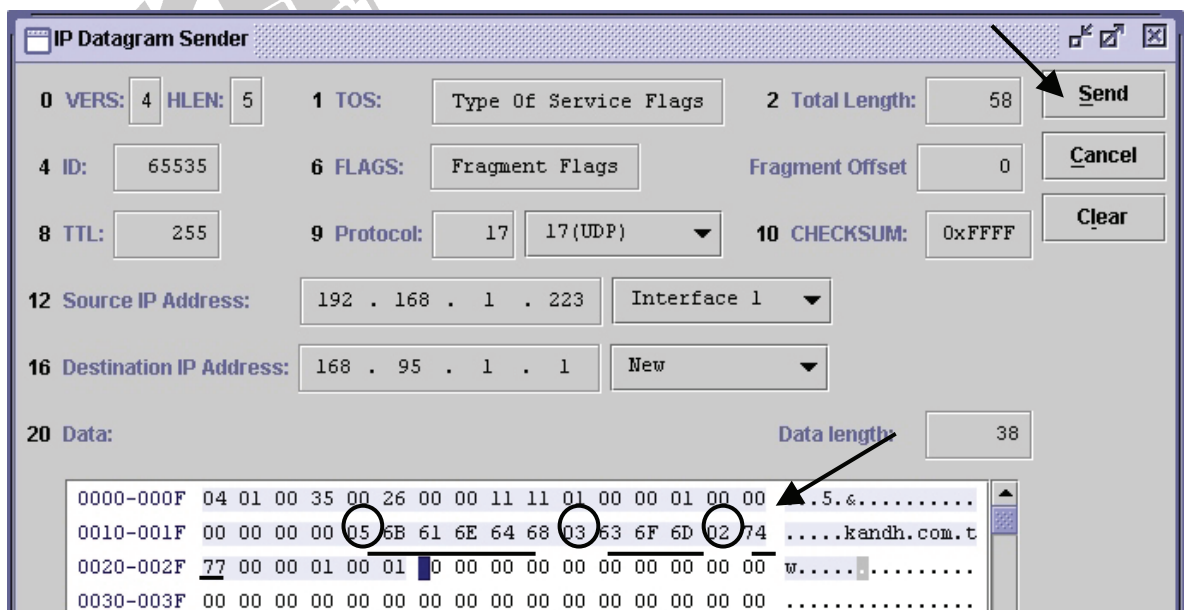 IP Datagram Sender
0 VERS: 4 HLEN: 5 1 TOS: Type Of Service Flags 2 Total Length: 58 Send
4 ID: 65535 6 FLAGS: Fragment Flags Fragment Offset 0 Cancel
8 TTL: 255 9 Protocol: 17 17(UDP) 10 CHECKSUM: 0xFFFF Clear
12 Source IP Address: 192 . 168 . 1 . 223 Interface 1
16 Destination IP Address: 168 . 95 . 1 . 1 New
20 Data: Data length: 38
0000-000F 04 01 00 35 00 26 00 00 11 11 01 00 00 01 00 00 ...5.&..........
0010-001F 00 00 00 00 05 6B 61 6E 64 68 03 63 6F 6D 02 74 .....kandh.com.t
0020-002F 77 00 00 01 00 01 0 00 00 00 00 00 00 00 00 00 w...............
0030-003F 00 00 00 00 00 00 00 00 00 00 00 00 00 00 00 00 ................